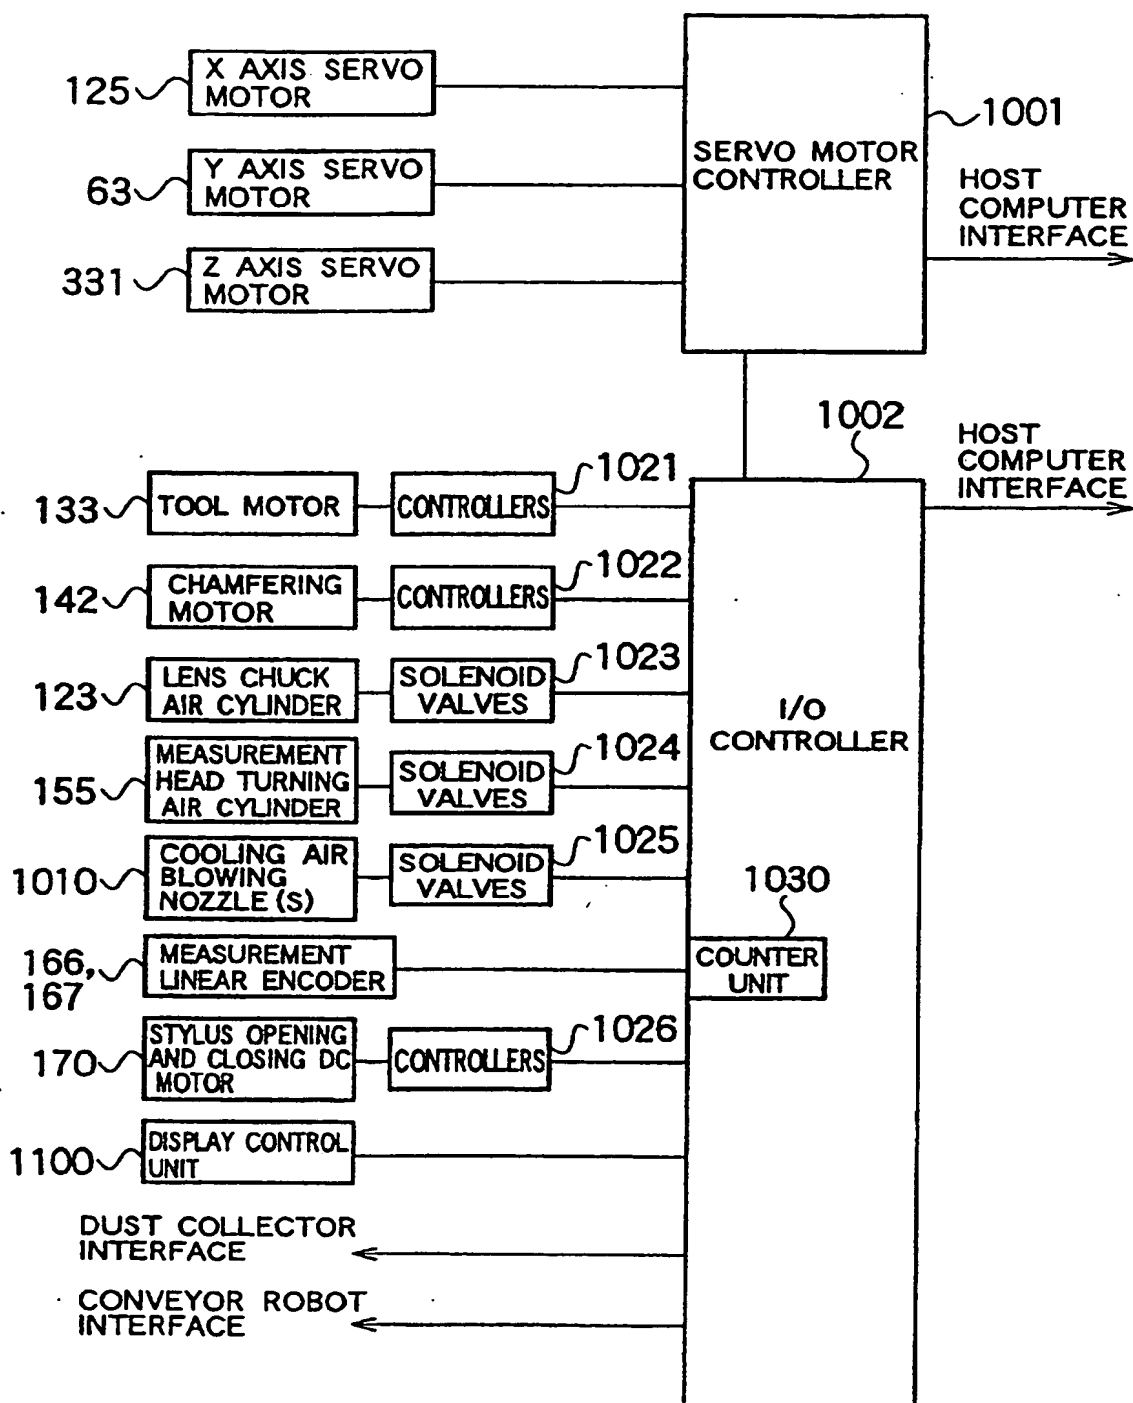 X AXIS SERVO
MOTOR
125
Y AXIS SERVO
MOTOR
63
Z AXIS SERVO
MOTOR
331
SERVO MOTOR
CONTROLLER
1001
HOST
COMPUTER
INTERFACE
1002
HOST
COMPUTER
INTERFACE
133
TOOL MOTOR
CONTROLLERS
1021
142
CHAMFERING
MOTOR
CONTROLLERS
1022
123
LENS CHUCK
AIR CYLINDER
SOLENOID
VALVES
1023
I/O
CONTROLLER
155
MEASUREMENT
HEAD TURNING
AIR CYLINDER
SOLENOID
VALVES
1024
1010
COOLING AIR
BLOWING
NOZZLE(S)
SOLENOID
VALVES
1025
1030
COUNTER
UNIT
166,
167
MEASUREMENT
LINEAR ENCODER
170
STYLUS OPENING
AND CLOSING DC
MOTOR
CONTROLLERS
1026
1100
DISPLAY CONTROL
UNIT
DUST COLLECTOR
INTERFACE
CONVEYOR ROBOT
INTERFACE